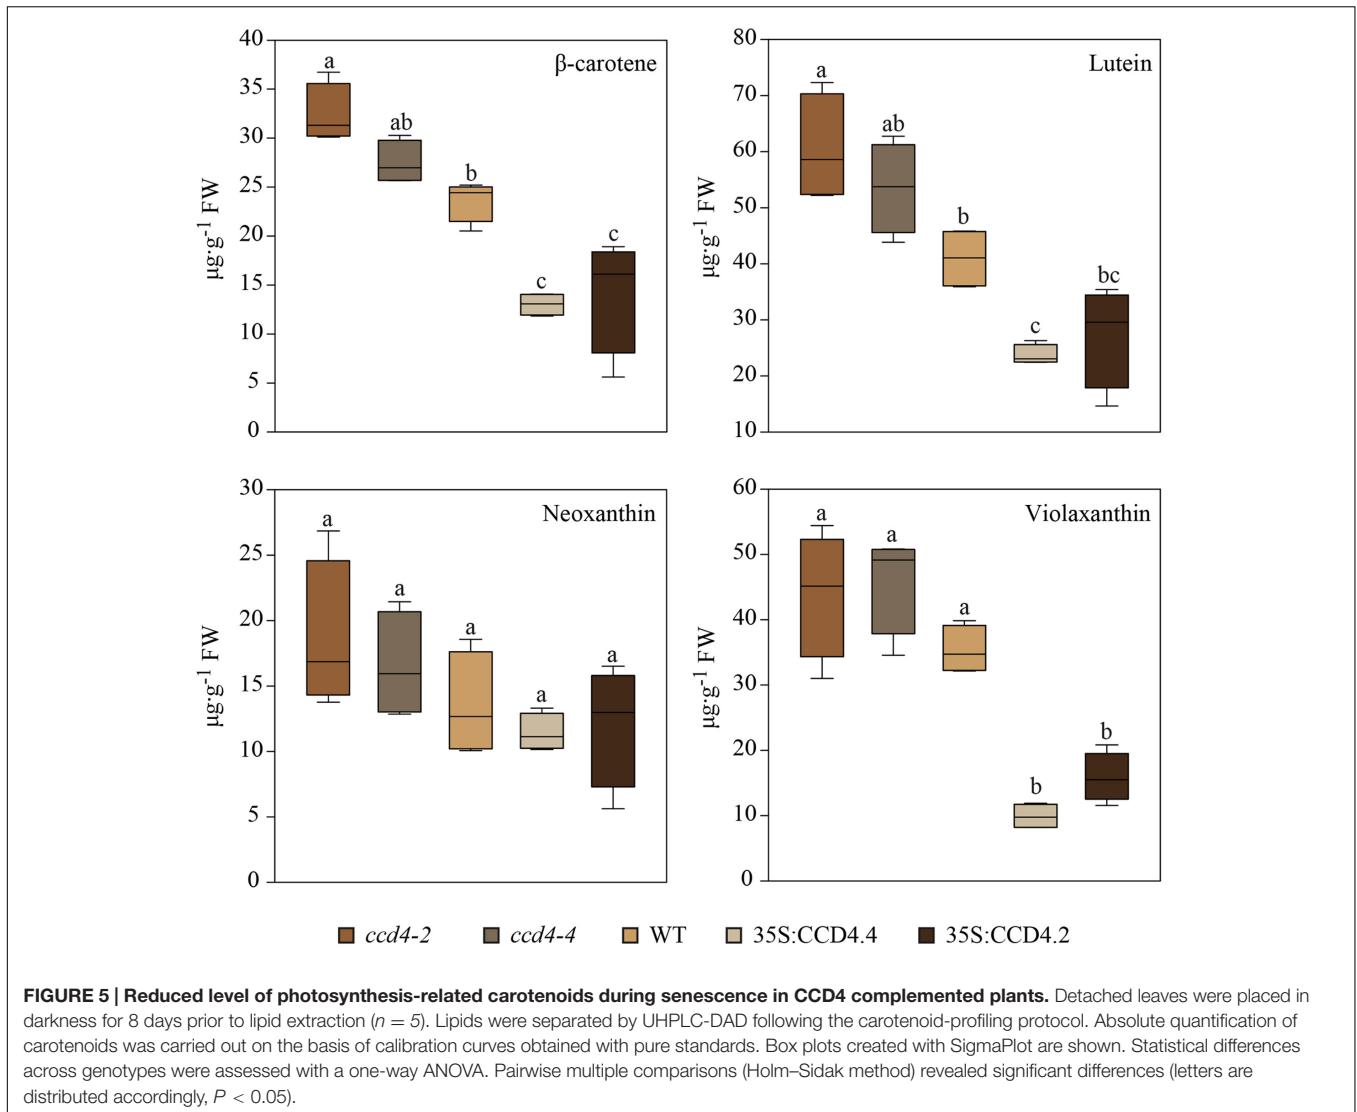 40
35
30
25
20
15
10
5
0
µg·g-1 FW
β-carotene
a
ab
b
c
c
80
70
60
50
40
30
20
10
µg·g-1 FW
Lutein
a
ab
b
c
bc
30
25
20
15
10
5
0
µg·g-1 FW
Neoxanthin
a
a
a
a
a
60
50
40
30
20
10
0
µg·g-1 FW
Violaxanthin
a
a
a
b
b
ccd4-2 ccd4-4 WT 35S:CCD4.4 35S:CCD4.2
FIGURE 5 | Reduced level of photosynthesis-related carotenoids during senescence in CCD4 complemented plants. Detached leaves were placed in
darkness for 8 days prior to lipid extraction (n = 5). Lipids were separated by UHPLC-DAD following the carotenoid-profiling protocol. Absolute quantification of
carotenoids was carried out on the basis of calibration curves obtained with pure standards. Box plots created with SigmaPlot are shown. Statistical differences
across genotypes were assessed with a one-way ANOVA. Pairwise multiple comparisons (Holm–Sidak method) revealed significant differences (letters are
distributed accordingly, P < 0.05).